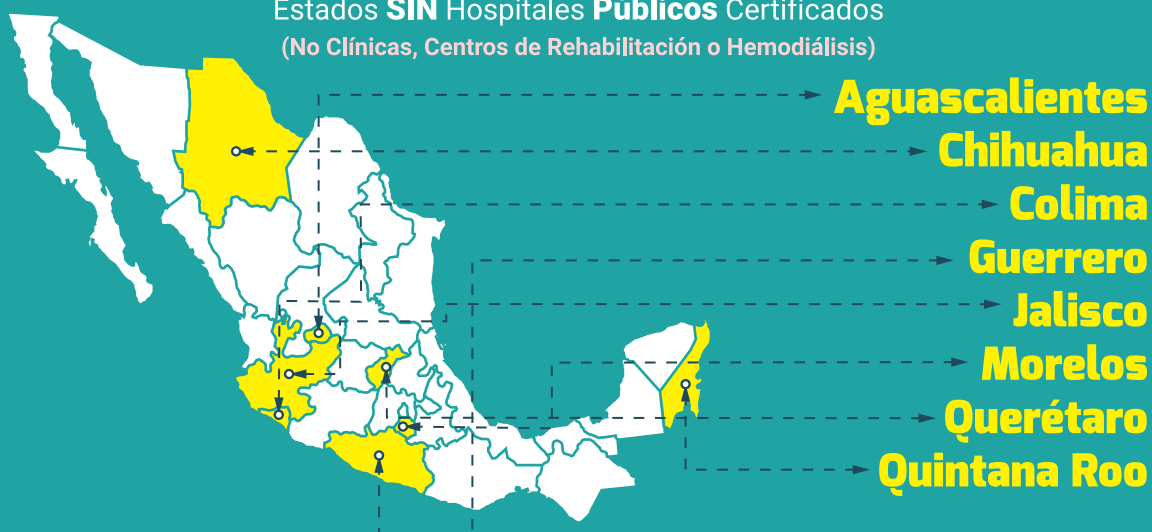 Estados SIN Hospitales Públicos Certificados
(No Clínicas, Centros de Rehabilitación o Hemodiálisis)
Aguascalientes
Chihuahua
Colima
Guerrero
Jalisco
Morelos
Querétaro
Quintana Roo